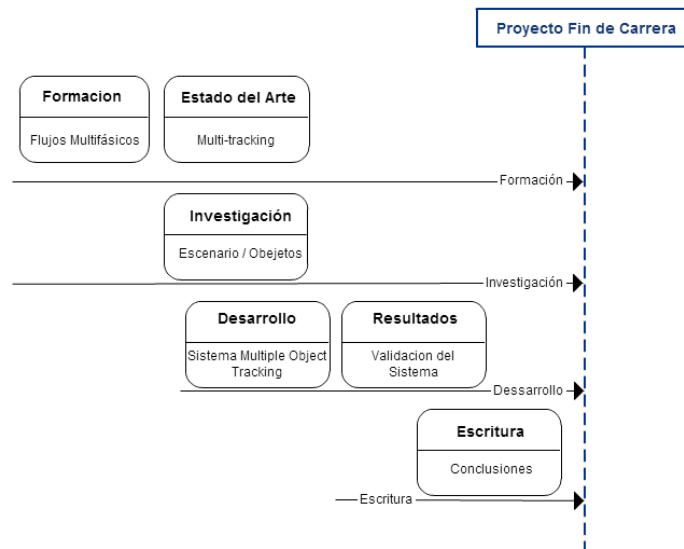 Proyecto Fin de Carrera
Formacion
Flujos Multifásicos
Estado del Arte
Multi-tracking
Formación
Investigación
Escenario / Obejetos
Investigación
Desarrollo
Sistema Multiple Object
Tracking
Resultados
Validacion del
Sistema
Dessarrollo
Escritura
Conclusiones
Escritura